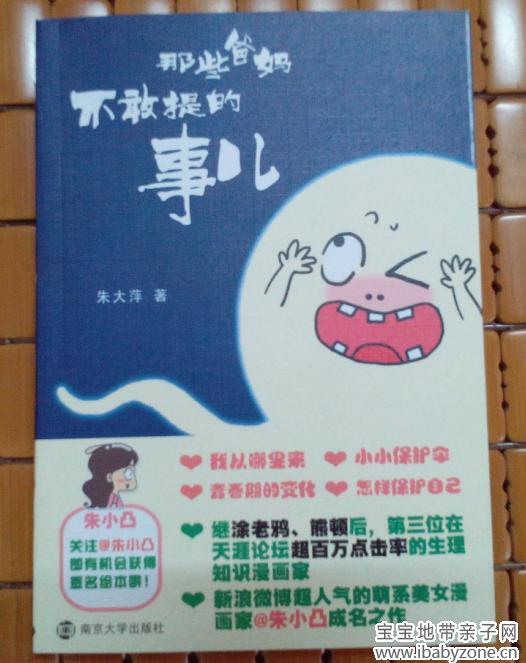 那些爸妈
不敢提的
事儿
朱大萍 著
❤ 我从哪里来 ❤ 小小保护伞
❤ 青春期的变化 ❤ 怎样保护自己
朱小凸
关注@朱小凸
即有机会获得
签名绘本哦!
❤ 继涂老鸦、熊顿后，第三位在
天涯论坛超百万点击率的生理
知识漫画家
❤ 新浪微博超人气的萌系美女漫
画家@朱小凸成名之作
南京大学出版社
宝宝地带亲子网
www.ibabyzone.cn